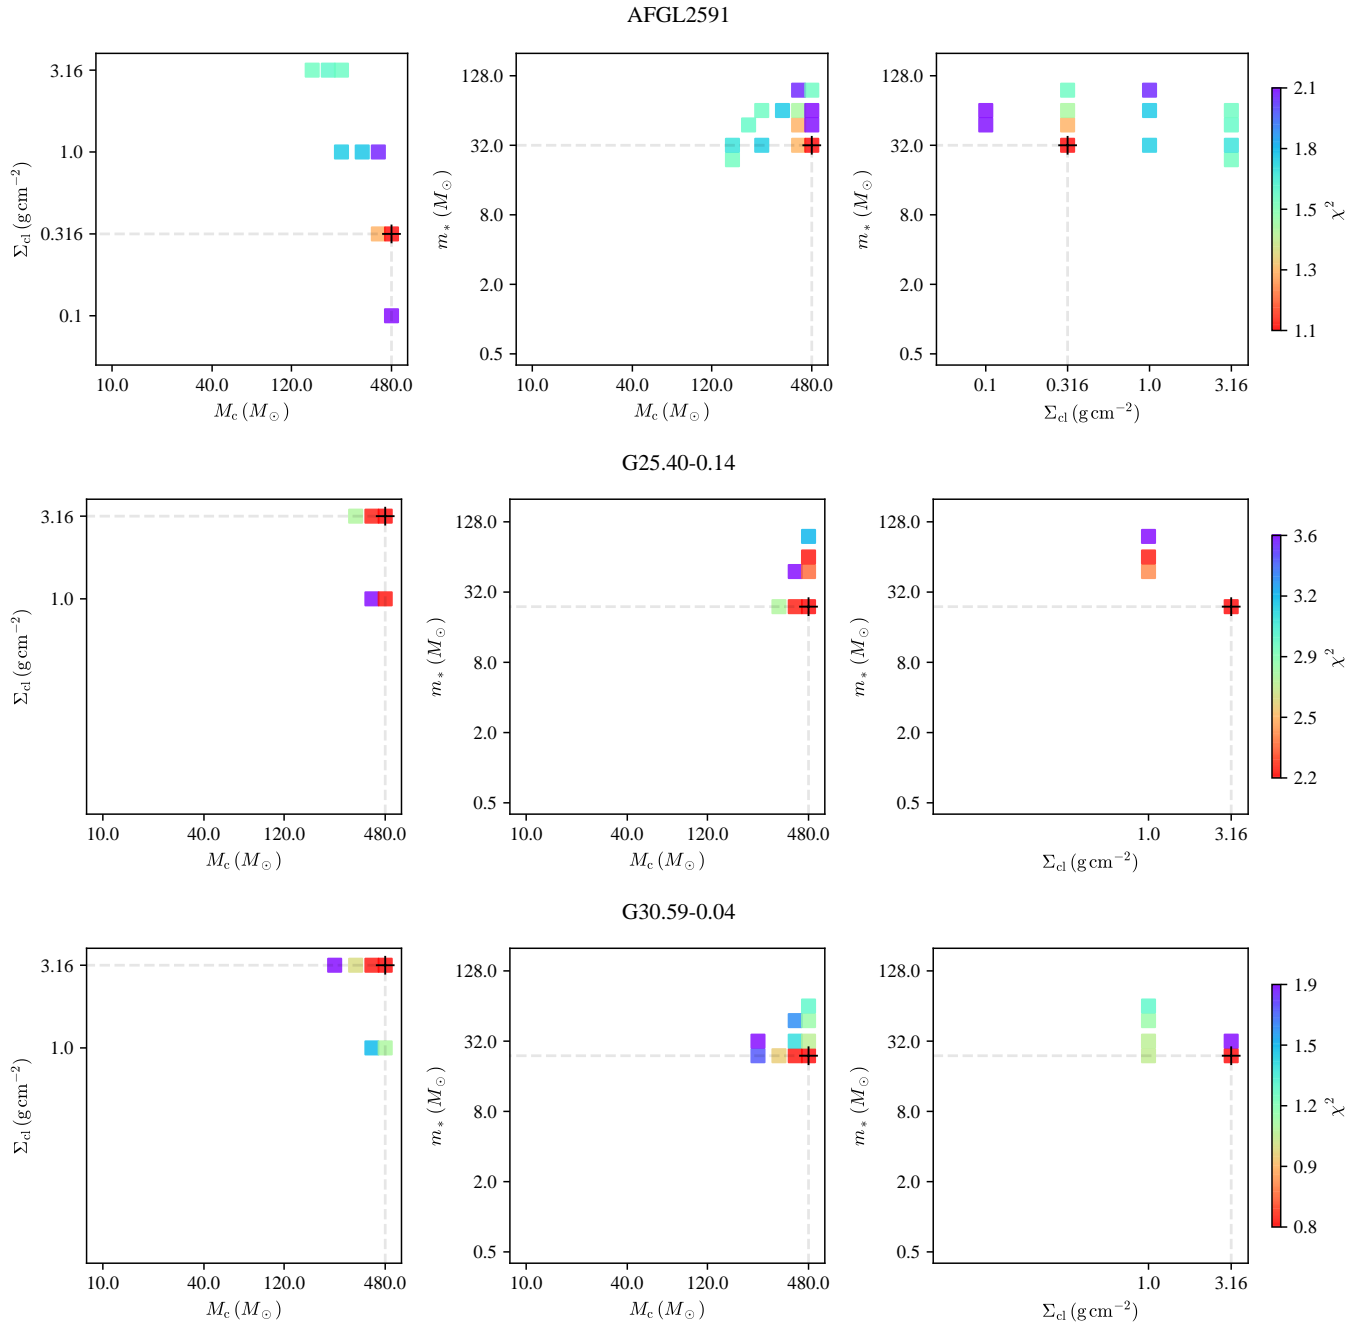 AFGL2591
3.16
1.0
0.316
0.1
Σcl (g cm⁻²)
10.0 40.0 120.0 480.0
Mc (M⊙)
128.0
32.0
8.0
2.0
0.5
m* (M⊙)
10.0 40.0 120.0 480.0
Mc (M⊙)
128.0
32.0
8.0
2.0
0.5
m* (M⊙)
0.1 0.316 1.0 3.16
Σcl (g cm⁻²)
2.1
1.8
1.5
1.3
1.1
χ²
G25.40-0.14
3.16
1.0
Σcl (g cm⁻²)
10.0 40.0 120.0 480.0
Mc (M⊙)
128.0
32.0
8.0
2.0
0.5
m* (M⊙)
10.0 40.0 120.0 480.0
Mc (M⊙)
128.0
32.0
8.0
2.0
0.5
m* (M⊙)
1.0 3.16
Σcl (g cm⁻²)
3.6
3.2
2.9
2.5
2.2
χ²
G30.59-0.04
3.16
1.0
Σcl (g cm⁻²)
10.0 40.0 120.0 480.0
Mc (M⊙)
128.0
32.0
8.0
2.0
0.5
m* (M⊙)
10.0 40.0 120.0 480.0
Mc (M⊙)
128.0
32.0
8.0
2.0
0.5
m* (M⊙)
1.0 3.16
Σcl (g cm⁻²)
1.9
1.5
1.2
0.9
0.8
χ²